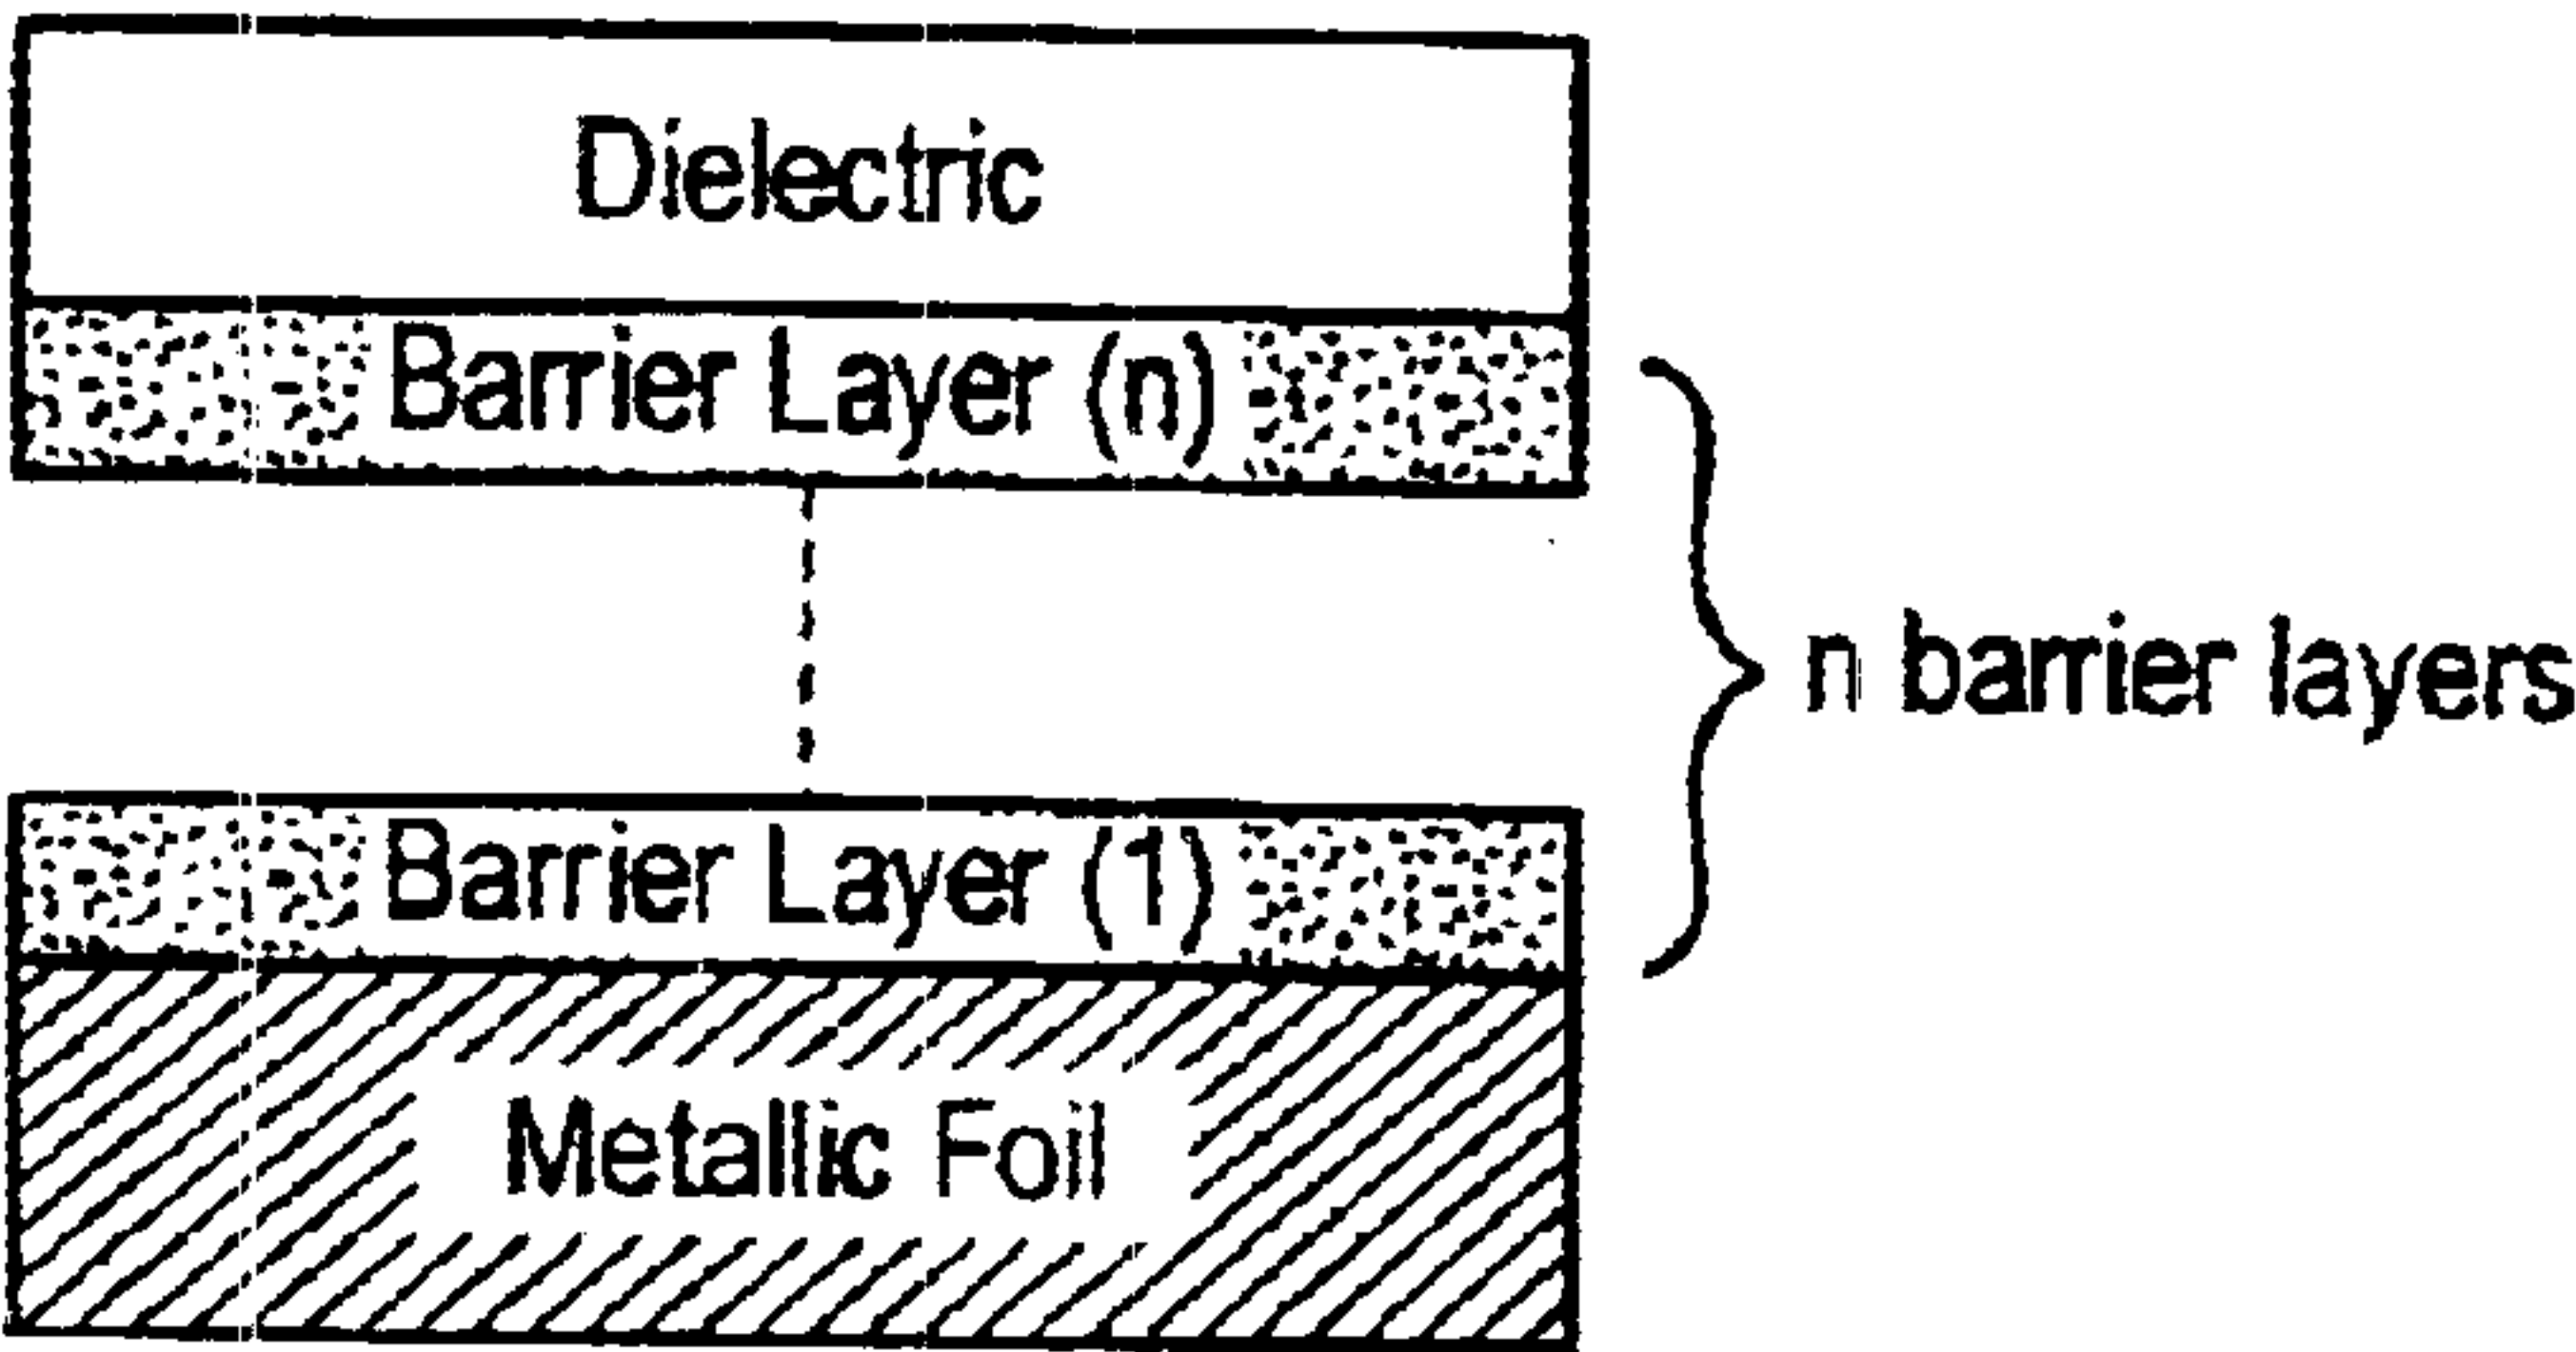 Dielectric
Barrier Layer (n)
n barrier layers
Barrier Layer (1)
Metallic Foil